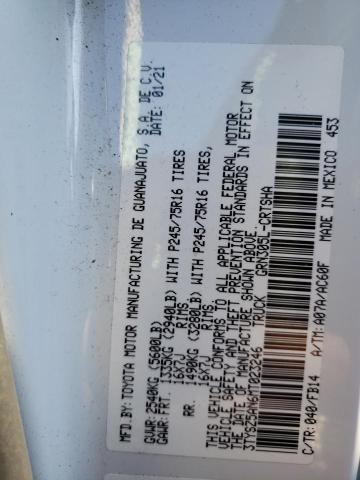 MFD.BY:TOYOTA MOTOR MANUFACTURING DE GUANAJUATO, S.A. DE C.V.
DATE: 01/21
GVWR: 2540KG (5600LB)
GAWR: FRT. 1335KG (2940LB) WITH P245/75R16 TIRES
16X7J RIMS
RR. 1490KG (3280LB) WITH P245/75R16 TIRES,
16X7J RIMS
THIS VEHICLE CONFORMS TO ALL APPLICABLE FEDERAL MOTOR
VEHICLE SAFETY AND THEFT PREVENTION STANDARDS IN EFFECT ON
THE DATE OF MANUFACTURE SHOWN ABOVE.
3TYSZ5AN6MT023246 TRUCK GRN305L-CRTSHA
C/TR: 040/FB14 A/TM: A07A/AC60F MADE IN MEXICO 453